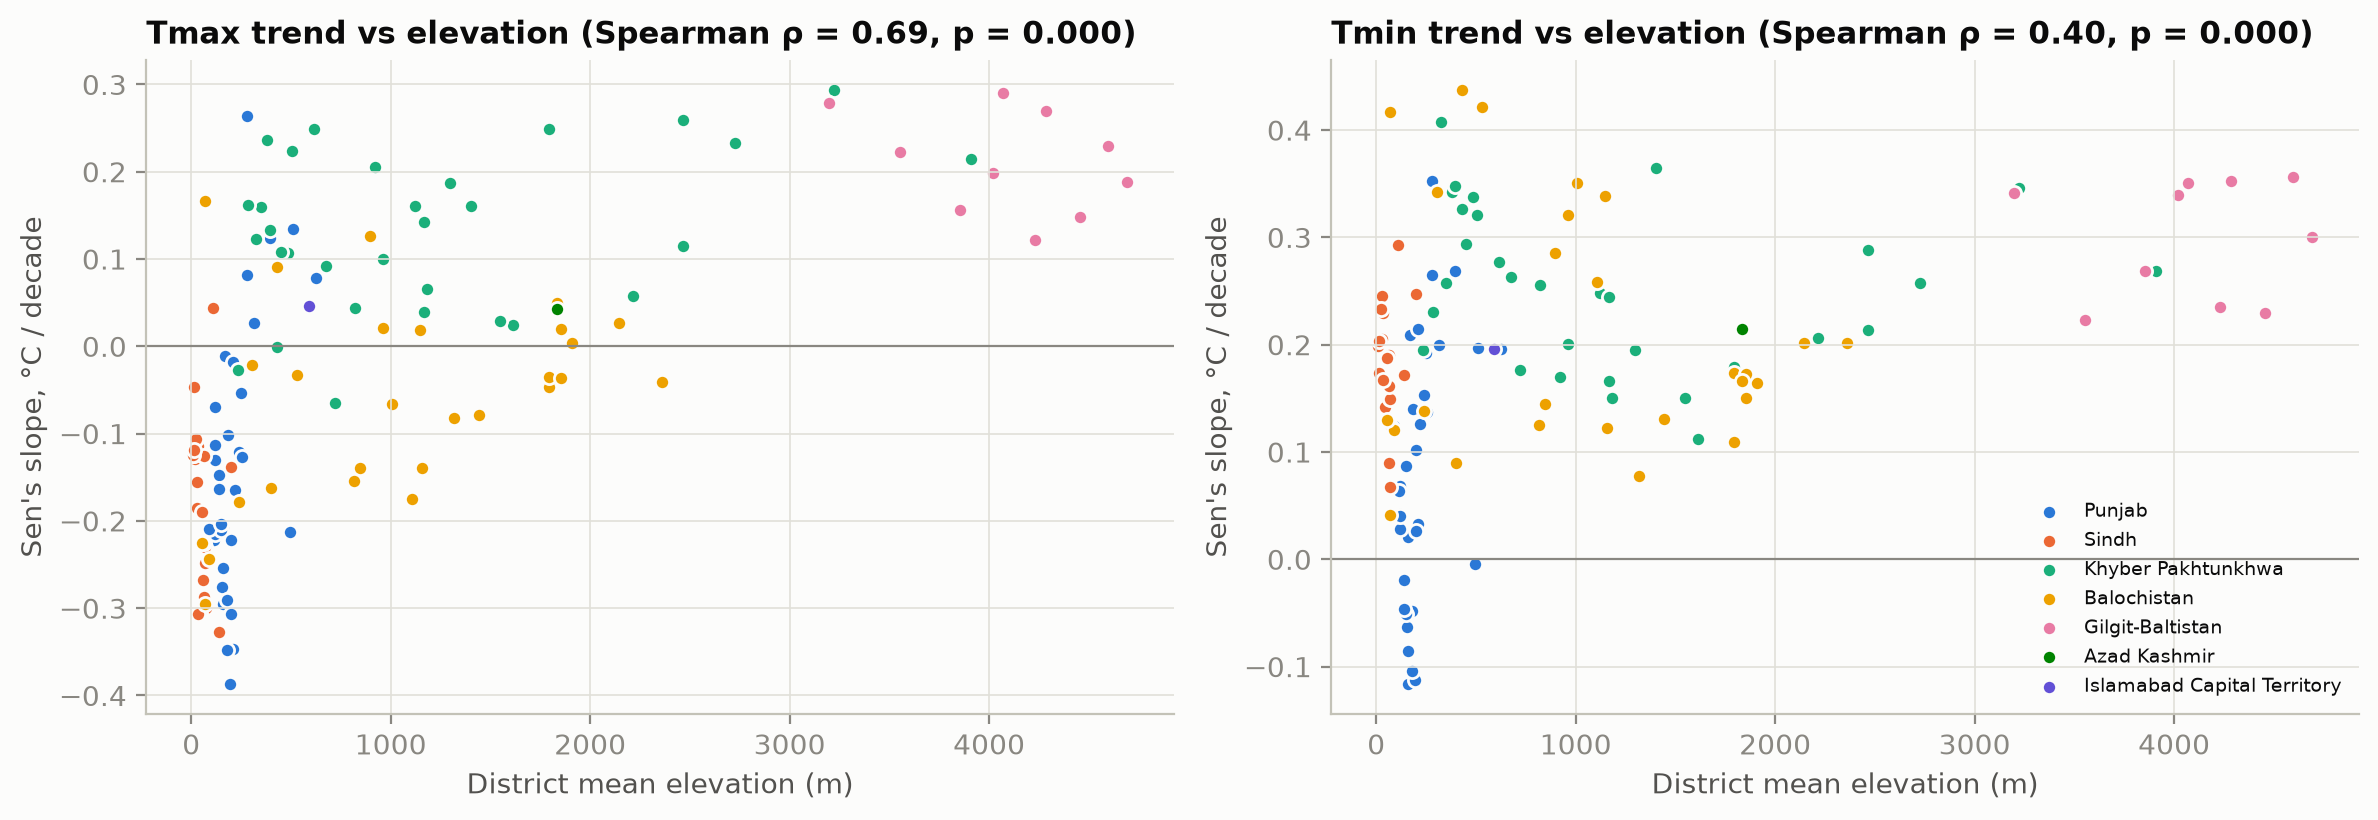 Tmax trend vs elevation (Spearman ρ = 0.69, p = 0.000)
0.3
0.2
0.1
0.0
−0.1
−0.2
−0.3
−0.4
Sen's slope, °C / decade
0
1000
2000
3000
4000
District mean elevation (m)
Tmin trend vs elevation (Spearman ρ = 0.40, p = 0.000)
0.4
0.3
0.2
0.1
0.0
−0.1
Sen's slope, °C / decade
Punjab
Sindh
Khyber Pakhtunkhwa
Balochistan
Gilgit-Baltistan
Azad Kashmir
Islamabad Capital Territory
0
1000
2000
3000
4000
District mean elevation (m)